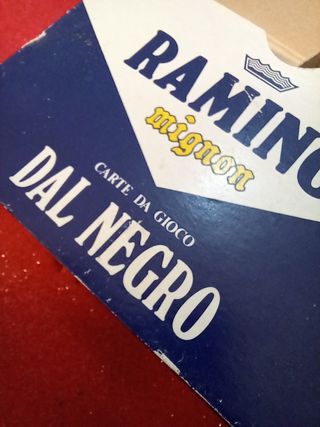 RAMINO
mignon
CARTE DA GIOCO
DAL NEGRO